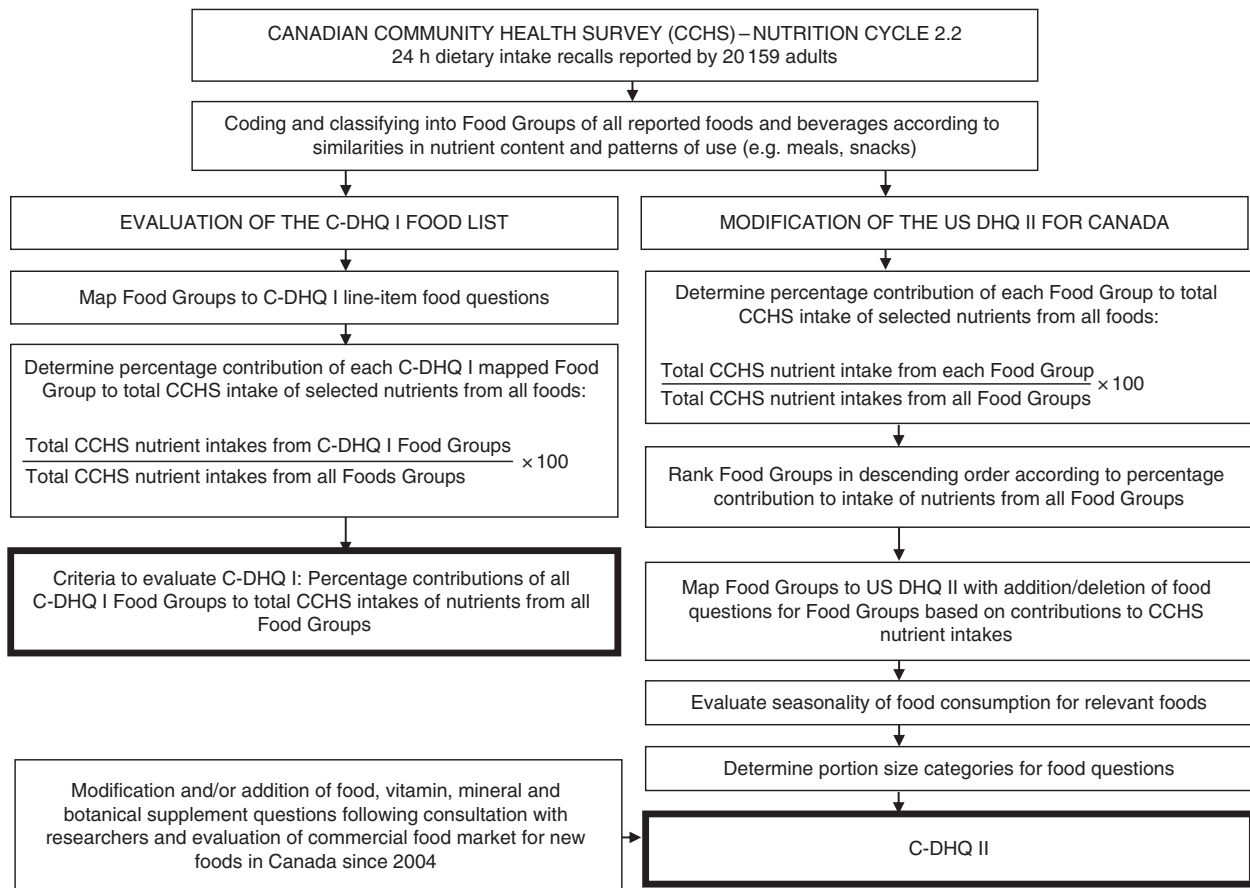 CANADIAN COMMUNITY HEALTH SURVEY (CCHS) – NUTRITION CYCLE 2.2
24 h dietary intake recalls reported by 20 159 adults
Coding and classifying into Food Groups of all reported foods and beverages according to
similarities in nutrient content and patterns of use (e.g. meals, snacks)
EVALUATION OF THE C-DHQ I FOOD LIST
Map Food Groups to C-DHQ I line-item food questions
Determine percentage contribution of each C-DHQ I mapped Food
Group to total CCHS intake of selected nutrients from all foods:
Total CCHS nutrient intakes from C-DHQ I Food Groups
Total CCHS nutrient intakes from all Foods Groups
× 100
Criteria to evaluate C-DHQ I: Percentage contributions of all
C-DHQ I Food Groups to total CCHS intakes of nutrients from all
Food Groups
MODIFICATION OF THE US DHQ II FOR CANADA
Determine percentage contribution of each Food Group to total
CCHS intake of selected nutrients from all foods:
Total CCHS nutrient intake from each Food Group
Total CCHS nutrient intakes from all Food Groups
× 100
Rank Food Groups in descending order according to percentage
contribution to intake of nutrients from all Food Groups
Map Food Groups to US DHQ II with addition/deletion of food
questions for Food Groups based on contributions to CCHS
nutrient intakes
Evaluate seasonality of food consumption for relevant foods
Determine portion size categories for food questions
Modification and/or addition of food, vitamin, mineral and
botanical supplement questions following consultation with
researchers and evaluation of commercial food market for new
foods in Canada since 2004
C-DHQ II